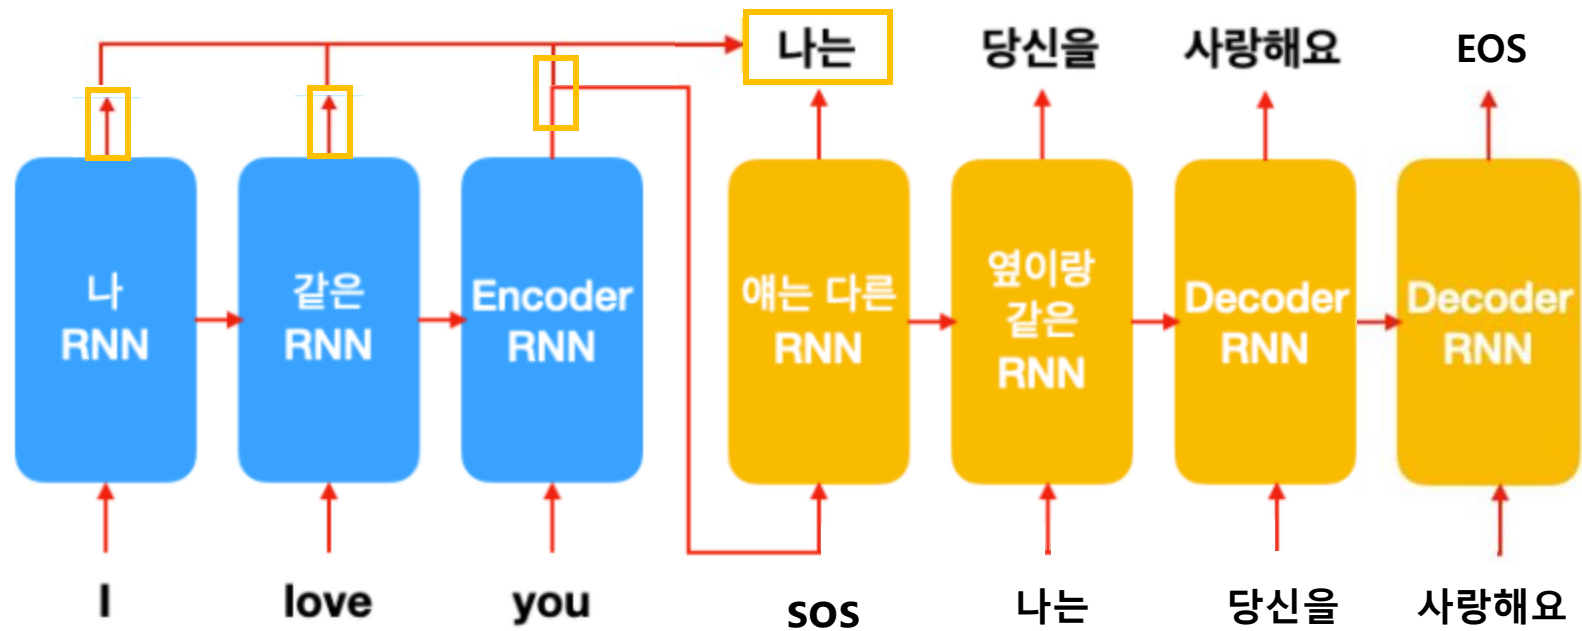 나는
당신을
사랑해요
EOS
나
RNN
같은
RNN
Encoder
RNN
얘는 다른
RNN
옆이랑
같은
RNN
Decoder
RNN
Decoder
RNN
I
love
you
SOS
나는
당신을
사랑해요